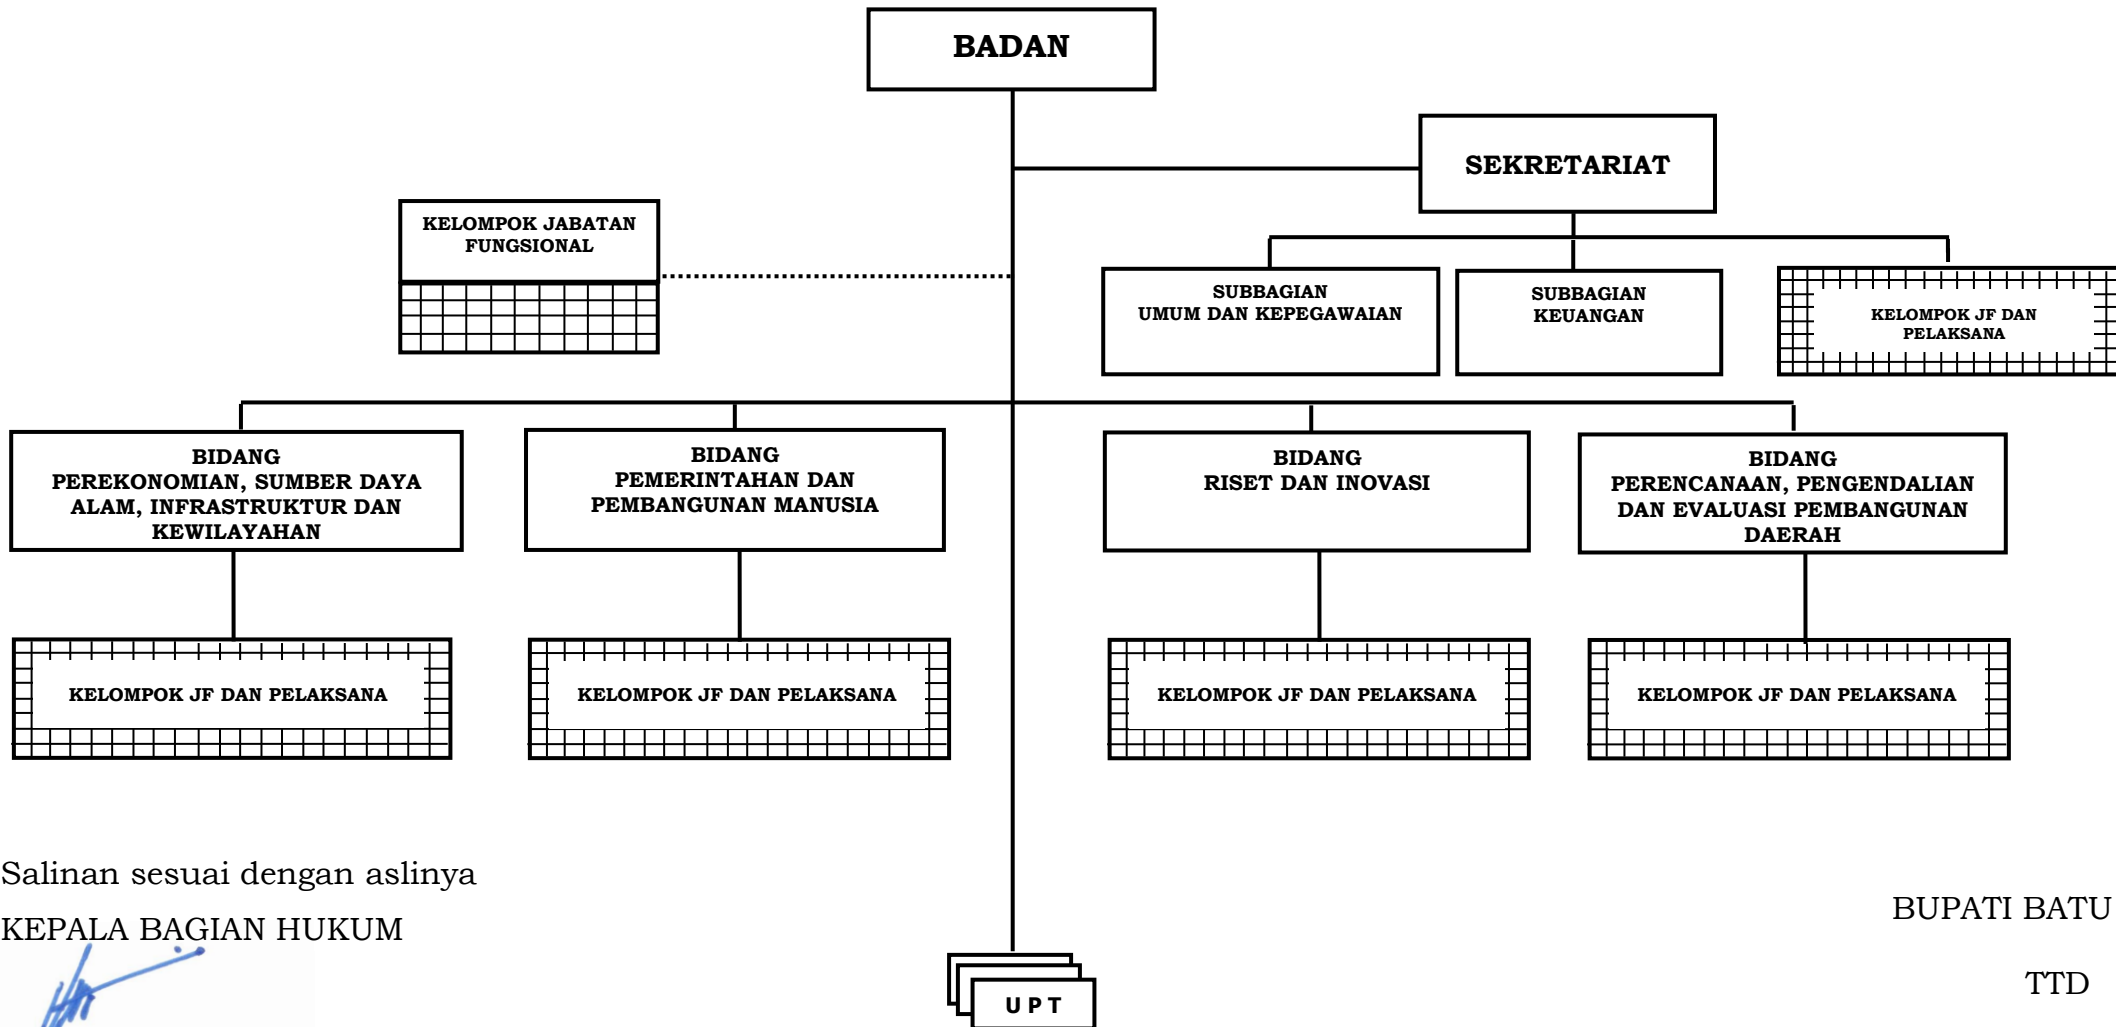 BADAN
SEKRETARIAT
KELOMPOK JABATAN
FUNGSIONAL
SUBBAGIAN
UMUM DAN KEPEGAWAIAN
SUBBAGIAN
KEUANGAN
KELOMPOK JF DAN
PELAKSANA
BIDANG
PEREKONOMIAN, SUMBER DAYA
ALAM, INFRASTRUKTUR DAN
KEWILAYAHAN
BIDANG
PEMERINTAHAN DAN
PEMBANGUNAN MANUSIA
BIDANG
RISET DAN INOVASI
BIDANG
PERENCANAAN, PENGENDALIAN
DAN EVALUASI PEMBANGUNAN
DAERAH
KELOMPOK JF DAN PELAKSANA
KELOMPOK JF DAN PELAKSANA
KELOMPOK JF DAN PELAKSANA
KELOMPOK JF DAN PELAKSANA
Salinan sesuai dengan aslinya
KEPALA BAGIAN HUKUM
BUPATI BATU
TTD
UPT